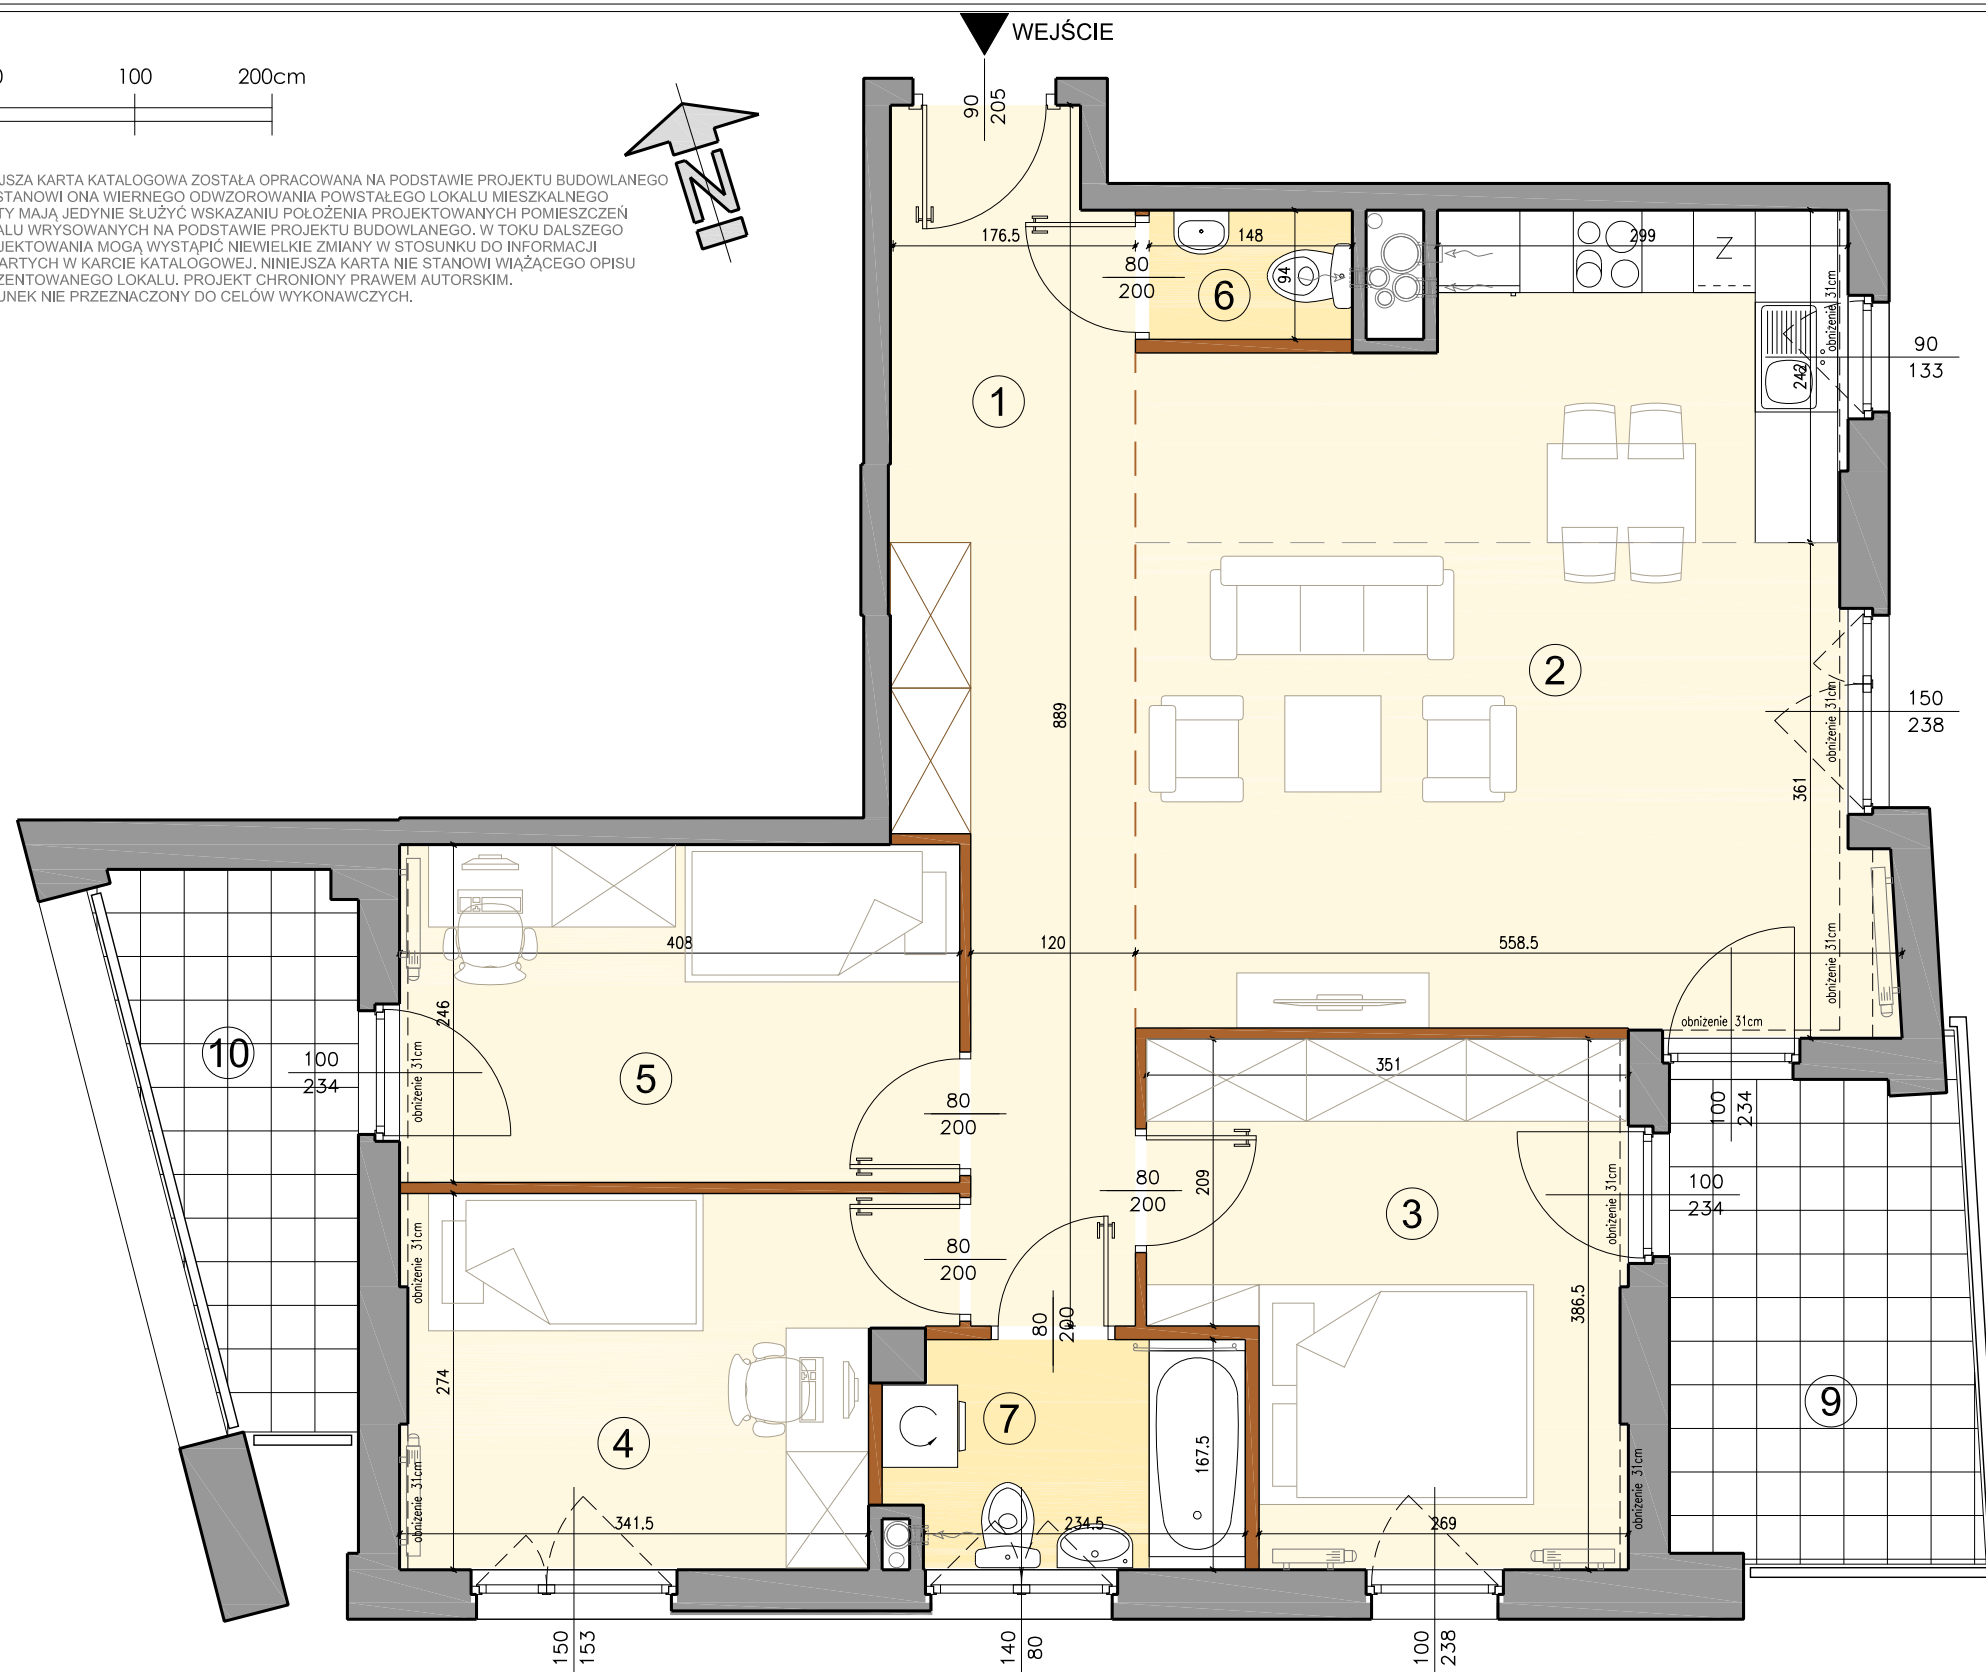 WEJŚCIE
100 200cm
JSZA KARTA KATALOGOWA ZOSTAŁA OPRACOWANA NA PODSTAWIE PROJEKTU BUDOWLANEGO
STANOWI ONA WIERNEGO ODWZOROWANIA POWSTAŁEGO LOKALU MIESZKALNEGO
TY MAJĄ JEDYNIE SŁUŻYĆ WSKAZANIU POŁOŻENIA PROJEKTOWANYCH POMIESZCZEŃ
ALU WRYSOWANYCH NA PODSTAWIE PROJEKTU BUDOWLANEGO. W TOKU DALSZEGO
JEKTOWANIA MOGĄ WYSTĄPIĆ NIEWIELKIE ZMIANY W STOSUNKU DO INFORMACJI
ARTYCH W KARCIE KATALOGOWEJ. NINIEJSZA KARTA NIE STANOWI WIĄŻĄCEGO OPISU
ZENTOWANEGO LOKALU. PROJEKT CHRONIONY PRAWEM AUTORSKIM.
UNEK NIE PRZEZNACZONY DO CELÓW WYKONAWCZYCH.
N
90
205
176.5
148
299
Z
80
200
94
6
obniżenie 31cm
90
133
242
1
2
889
150
238
obniżenie 31cm
361
408
120
558.5
obniżenie 31cm
obniżenie 31cm
246
10
100
234
obniżenie 31cm
5
80
200
351
100
234
80
200
209
3
obniżenie 31cm
100
234
obniżenie 31cm
80
200
80
200
386.5
274
7
9
4
167.5
obniżenie 31cm
obniżenie 31cm
341.5
234.5
269
150
153
140
80
100
238